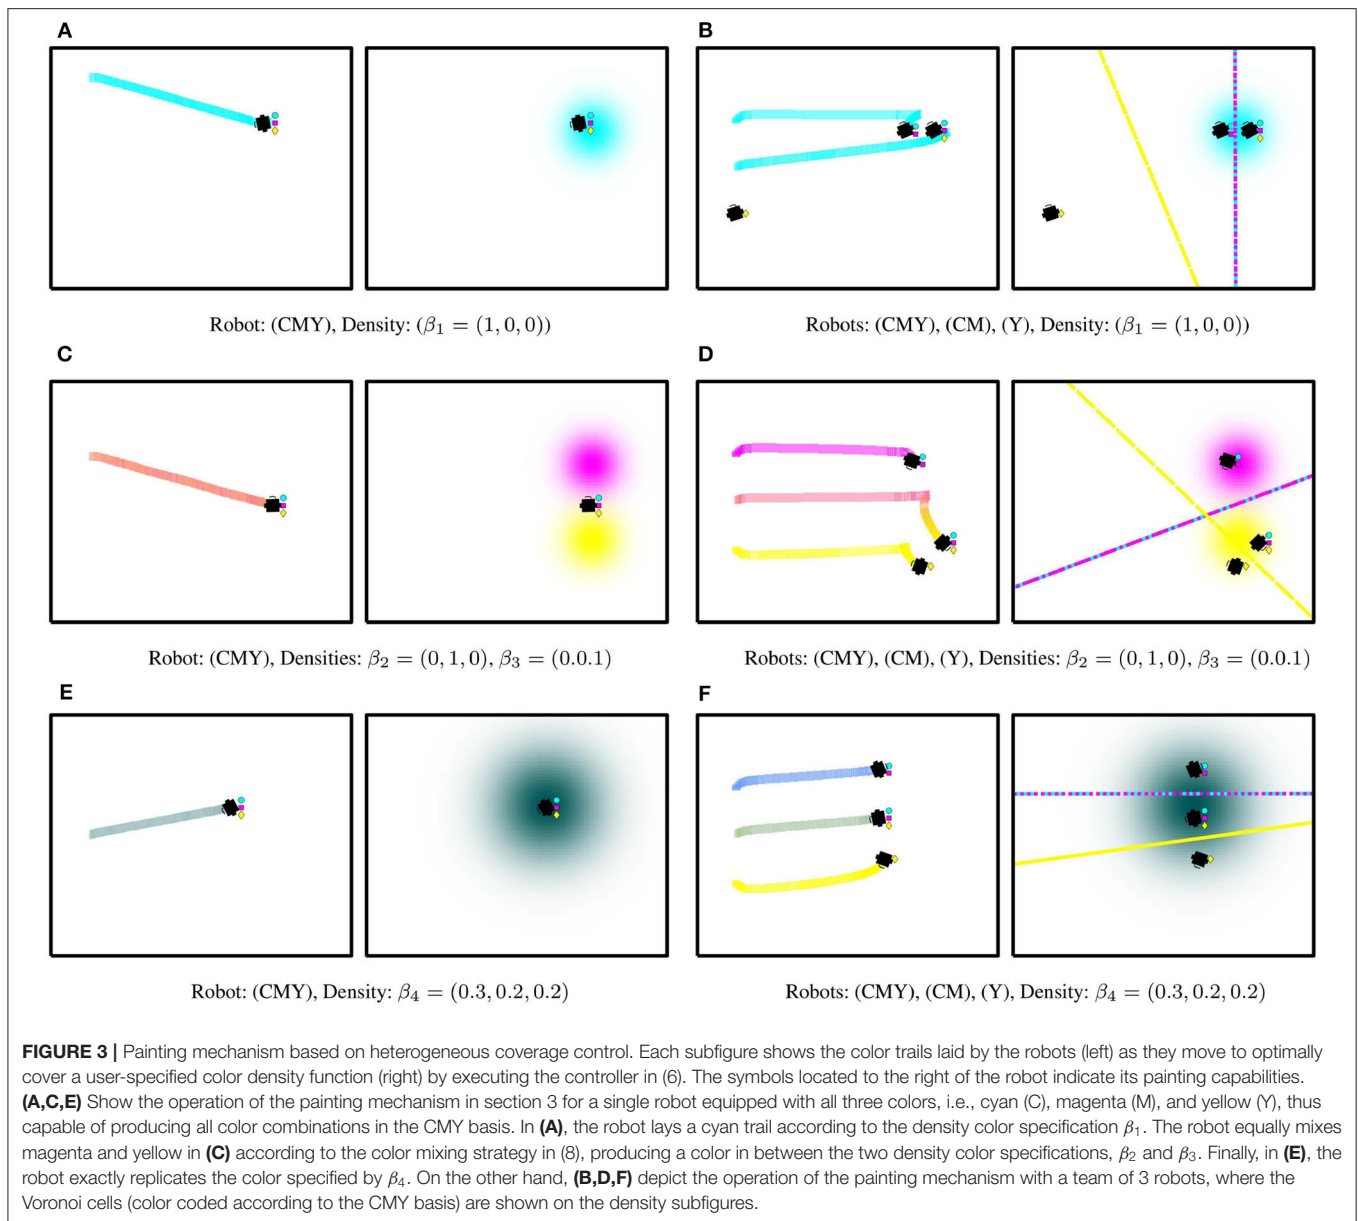 A
B
Robot: (CMY), Density: (β₁ = (1, 0, 0))
Robots: (CMY), (CM), (Y), Density: (β₁ = (1, 0, 0))
C
D
Robot: (CMY), Densities: β₂ = (0, 1, 0), β₃ = (0.0.1)
Robots: (CMY), (CM), (Y), Densities: β₂ = (0, 1, 0), β₃ = (0.0.1)
E
F
Robot: (CMY), Density: β₄ = (0.3, 0.2, 0.2)
Robots: (CMY), (CM), (Y), Density: β₄ = (0.3, 0.2, 0.2)
FIGURE 3 | Painting mechanism based on heterogeneous coverage control. Each subfigure shows the color trails laid by the robots (left) as they move to optimally
cover a user-specified color density function (right) by executing the controller in (6). The symbols located to the right of the robot indicate its painting capabilities.
(A,C,E) Show the operation of the painting mechanism in section 3 for a single robot equipped with all three colors, i.e., cyan (C), magenta (M), and yellow (Y), thus
capable of producing all color combinations in the CMY basis. In (A), the robot lays a cyan trail according to the density color specification β₁. The robot equally mixes
magenta and yellow in (C) according to the color mixing strategy in (8), producing a color in between the two density color specifications, β₂ and β₃. Finally, in (E), the
robot exactly replicates the color specified by β₄. On the other hand, (B,D,F) depict the operation of the painting mechanism with a team of 3 robots, where the
Voronoi cells (color coded according to the CMY basis) are shown on the density subfigures.